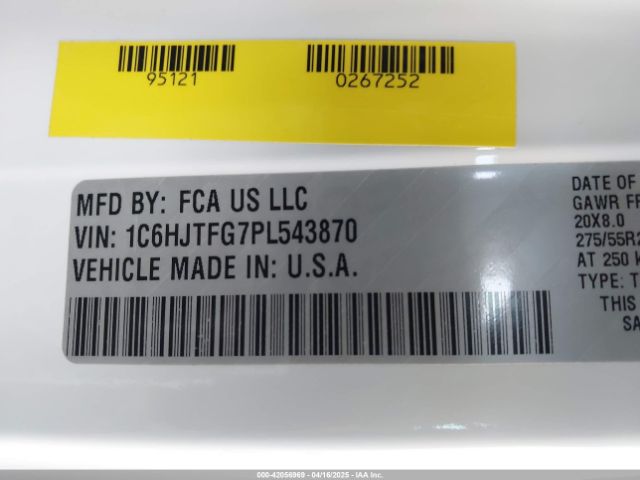 95121 0267252
MFD BY: FCA US LLC
VIN: 1C6HJTFG7PL543870
VEHICLE MADE IN: U.S.A.
DATE OF
GAWR FR
20X8.0
275/55R2
AT 250 k
TYPE: T
THIS
SA
000-42056969 - 04/16/2025 - IAA Inc.